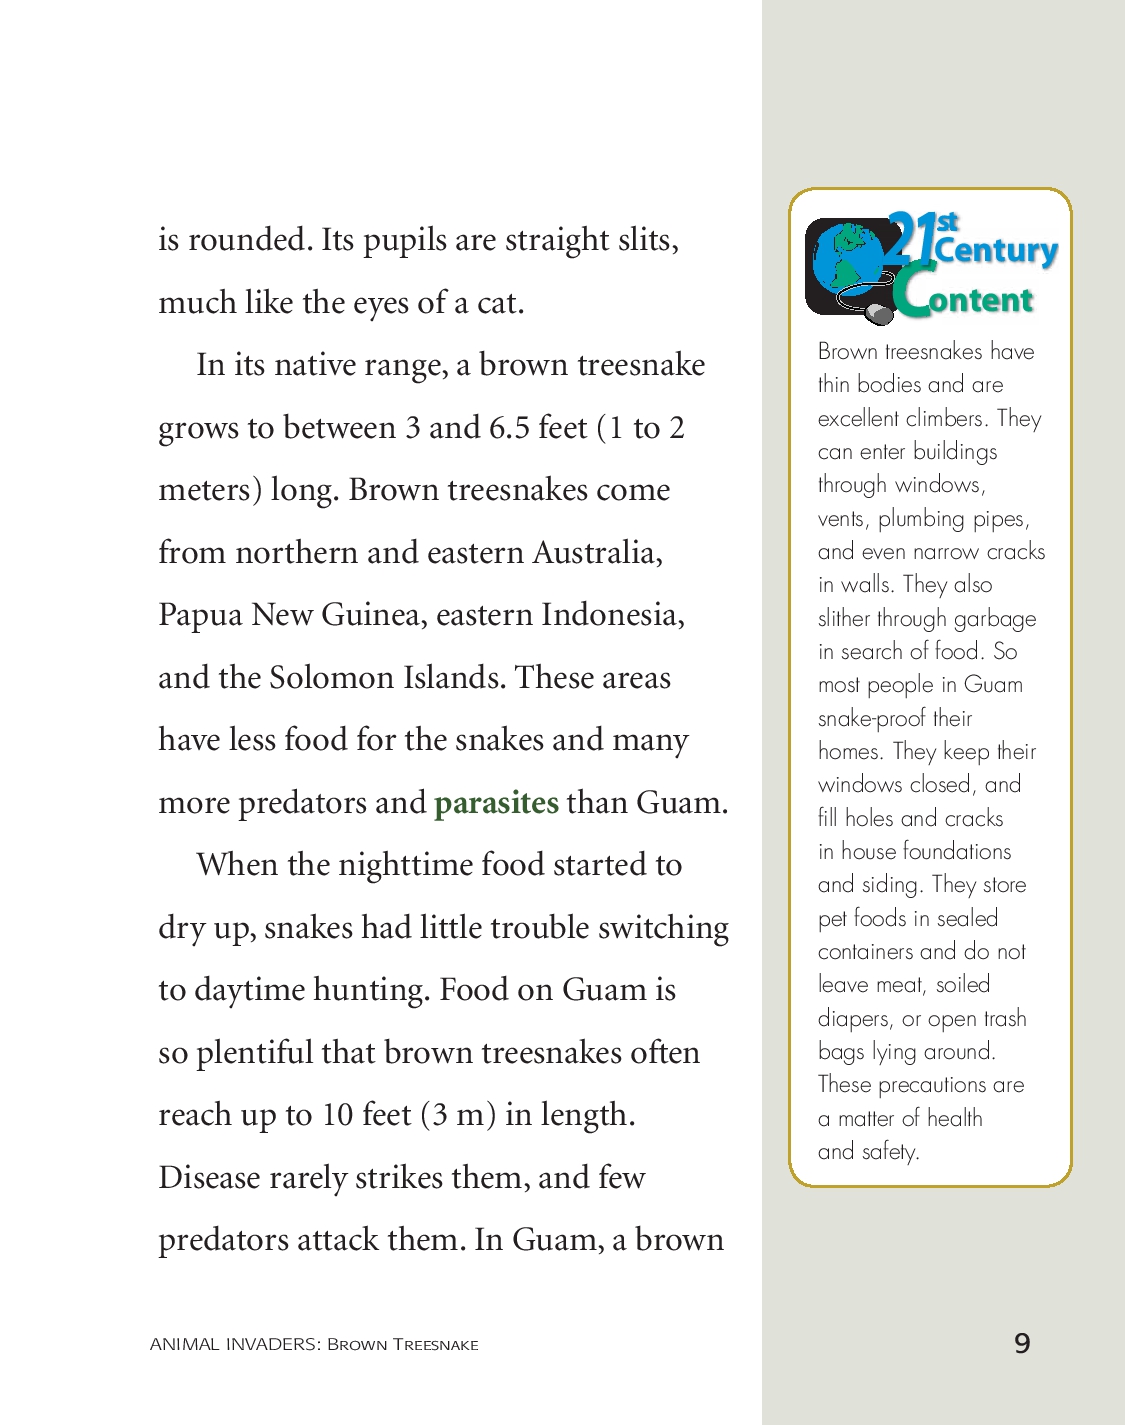 is rounded. Its pupils are straight slits,
much like the eyes of a cat.
In its native range, a brown treesnake
grows to between 3 and 6.5 feet (1 to 2
meters) long. Brown treesnakes come
from northern and eastern Australia,
Papua New Guinea, eastern Indonesia,
and the Solomon Islands. These areas
have less food for the snakes and many
more predators and parasites than Guam.
When the nighttime food started to
dry up, snakes had little trouble switching
to daytime hunting. Food on Guam is
so plentiful that brown treesnakes often
reach up to 10 feet (3 m) in length.
Disease rarely strikes them, and few
predators attack them. In Guam, a brown
21st
Century
Content
Brown treesnakes have
thin bodies and are
excellent climbers. They
can enter buildings
through windows,
vents, plumbing pipes,
and even narrow cracks
in walls. They also
slither through garbage
in search of food. So
most people in Guam
snake-proof their
homes. They keep their
windows closed, and
fill holes and cracks
in house foundations
and siding. They store
pet foods in sealed
containers and do not
leave meat, soiled
diapers, or open trash
bags lying around.
These precautions are
a matter of health
and safety.
ANIMAL INVADERS: BROWN TREESNAKE
9